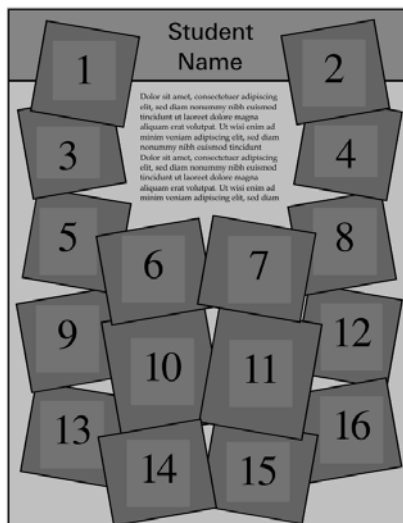 Student
Name
1
2
Dolor sit amet, consectetuer adipiscing
elit, sed diam nonummy nibh euismod
tincidunt ut laoreet dolore magna
aliquam erat volutpat. Ut wisi enim ad
minim veniam adipiscing elit, sed diam
nonummy nibh euismod tincidunt
Dolor sit amet, consectetuer adipiscing
elit, sed diam nonummy nibh euismod
tincidunt ut laoreet dolore magna
aliquam erat volutpat. Ut wisi enim ad
minim veniam adipiscing elit, sed diam
3
4
5
6
7
8
9
10
11
12
13
14
15
16